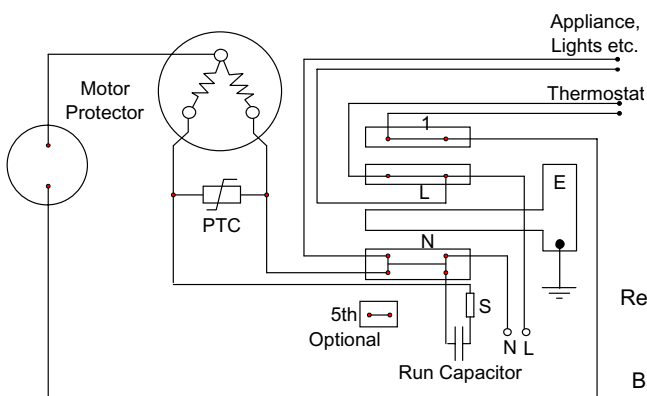 Appliance,
Lights etc.
Motor
Protector
Thermostat
1
L
E
PTC
N
S
5th
Optional
N L
Run Capacitor
Re
B